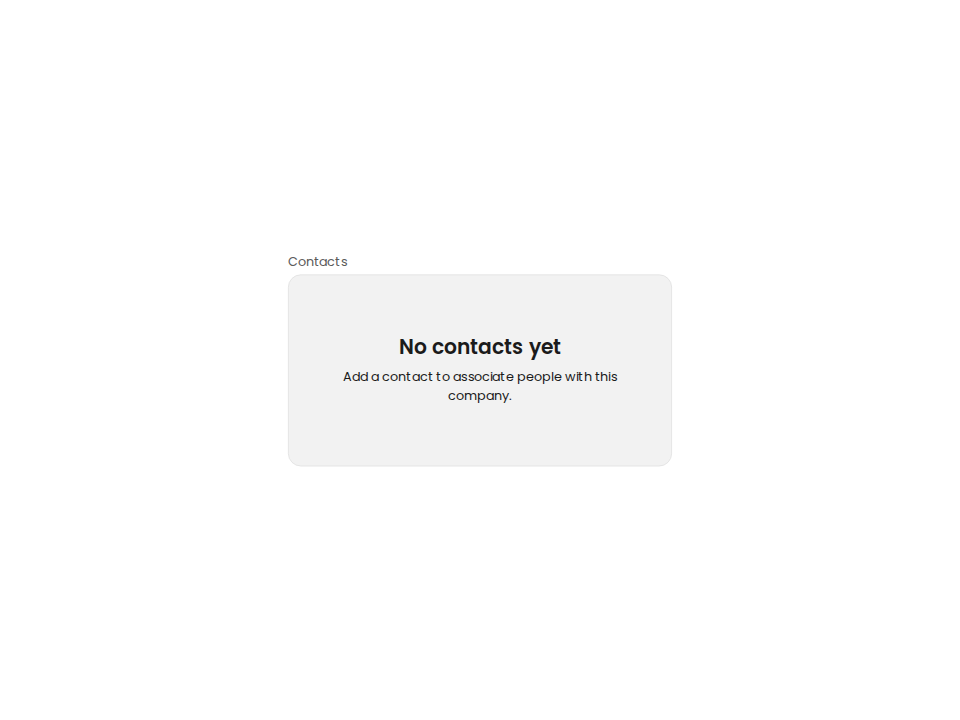 Contacts
No contacts yet
Add a contact to associate people with this
company.